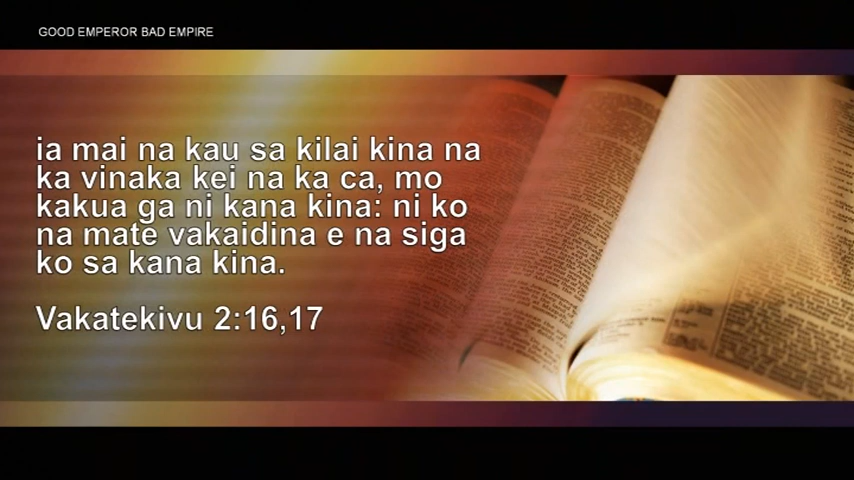 GOOD EMPEROR BAD EMPIRE
ia mai na kau sa kilai kina na
ka vinaka kei na ka ca, mo
kakua ga ni kana kina: ni ko
na mate vakaidina e na siga
ko sa kana kina.
Vakatekivu 2:16,17